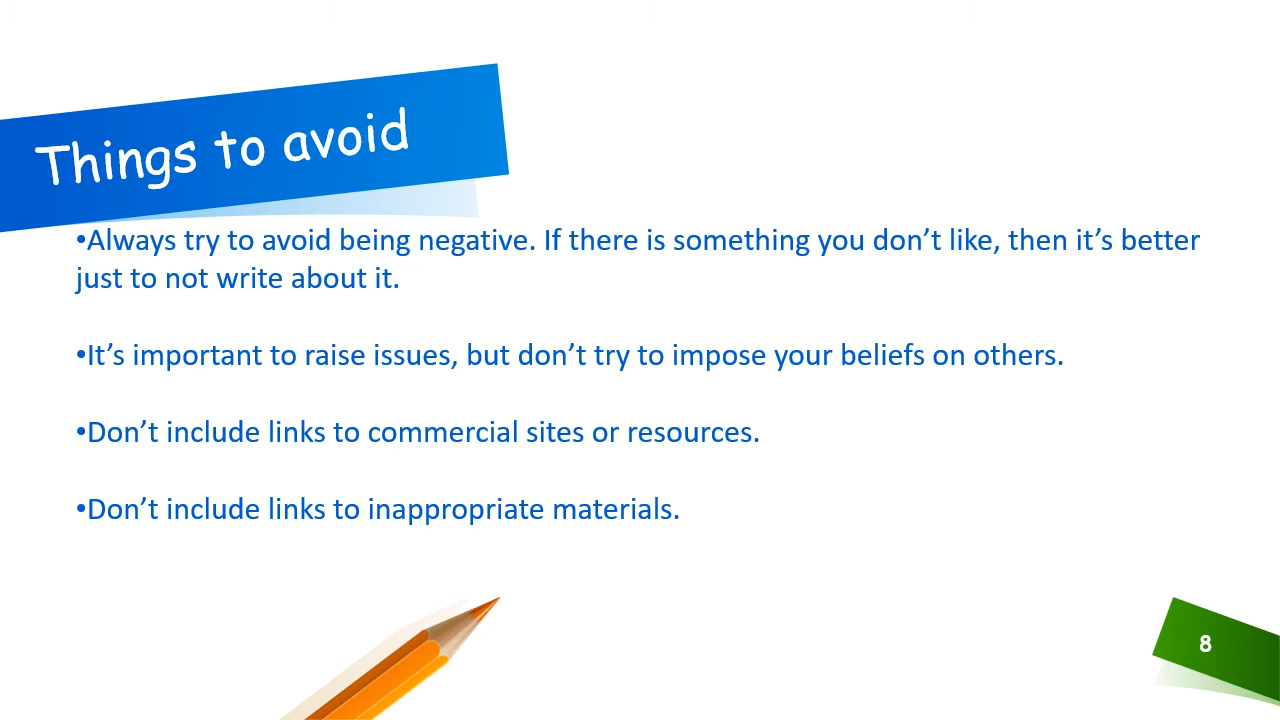 Things to avoid
•Always try to avoid being negative. If there is something you don’t like, then it’s better
just to not write about it.
•It’s important to raise issues, but don’t try to impose your beliefs on others.
•Don’t include links to commercial sites or resources.
•Don’t include links to inappropriate materials.
8